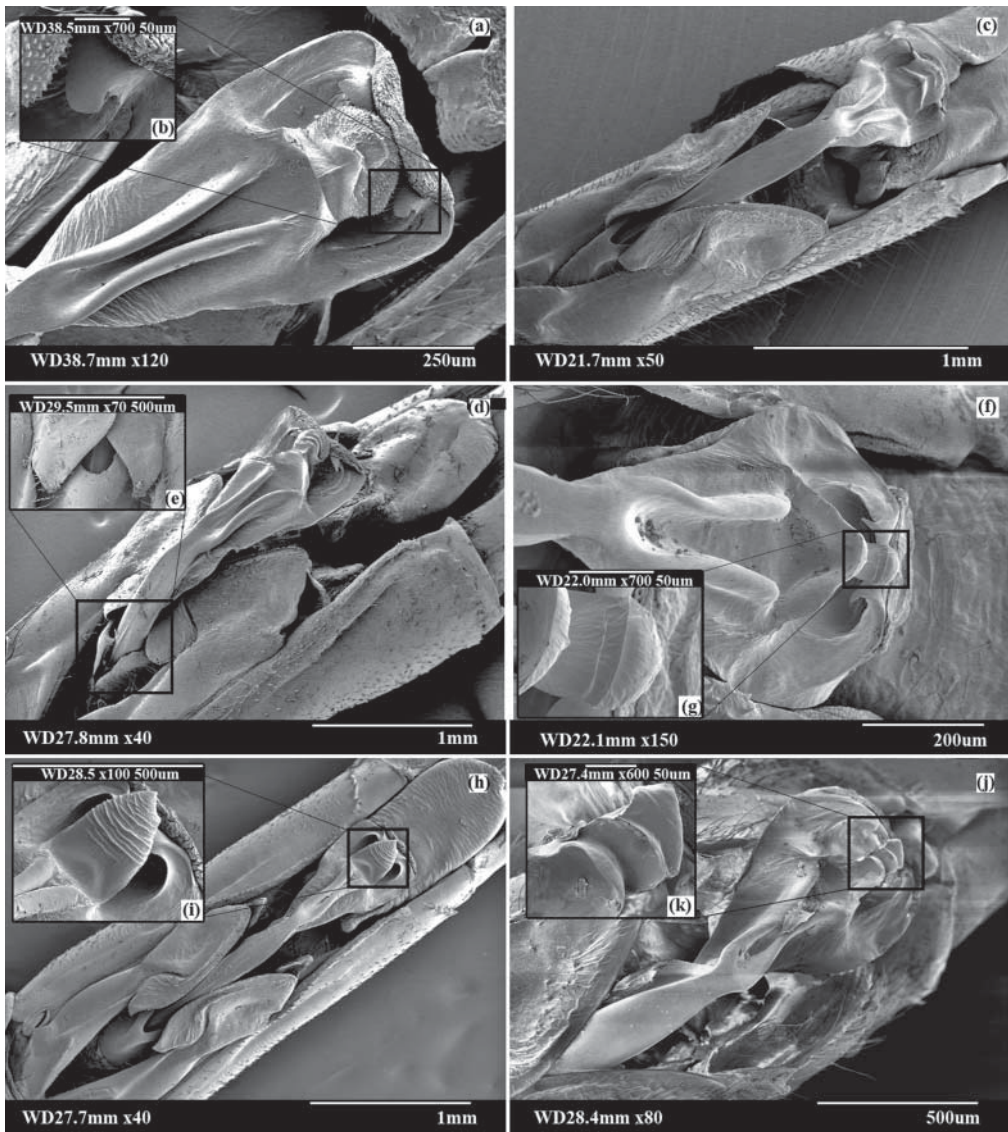 WD38.5mm x700 50um
(a)
(b)
WD38.7mm x120 250um
(c)
WD21.7mm x50 1mm
WD29.5mm x70 500um
(d)
(e)
WD27.8mm x40 1mm
(f)
WD22.0mm x700 50um
(g)
WD22.1mm x150 200um
WD28.5 x100 500um
(h)
(i)
WD27.7mm x40 1mm
WD27.4mm x600 50um
(j)
(k)
WD28.4mm x80 500um